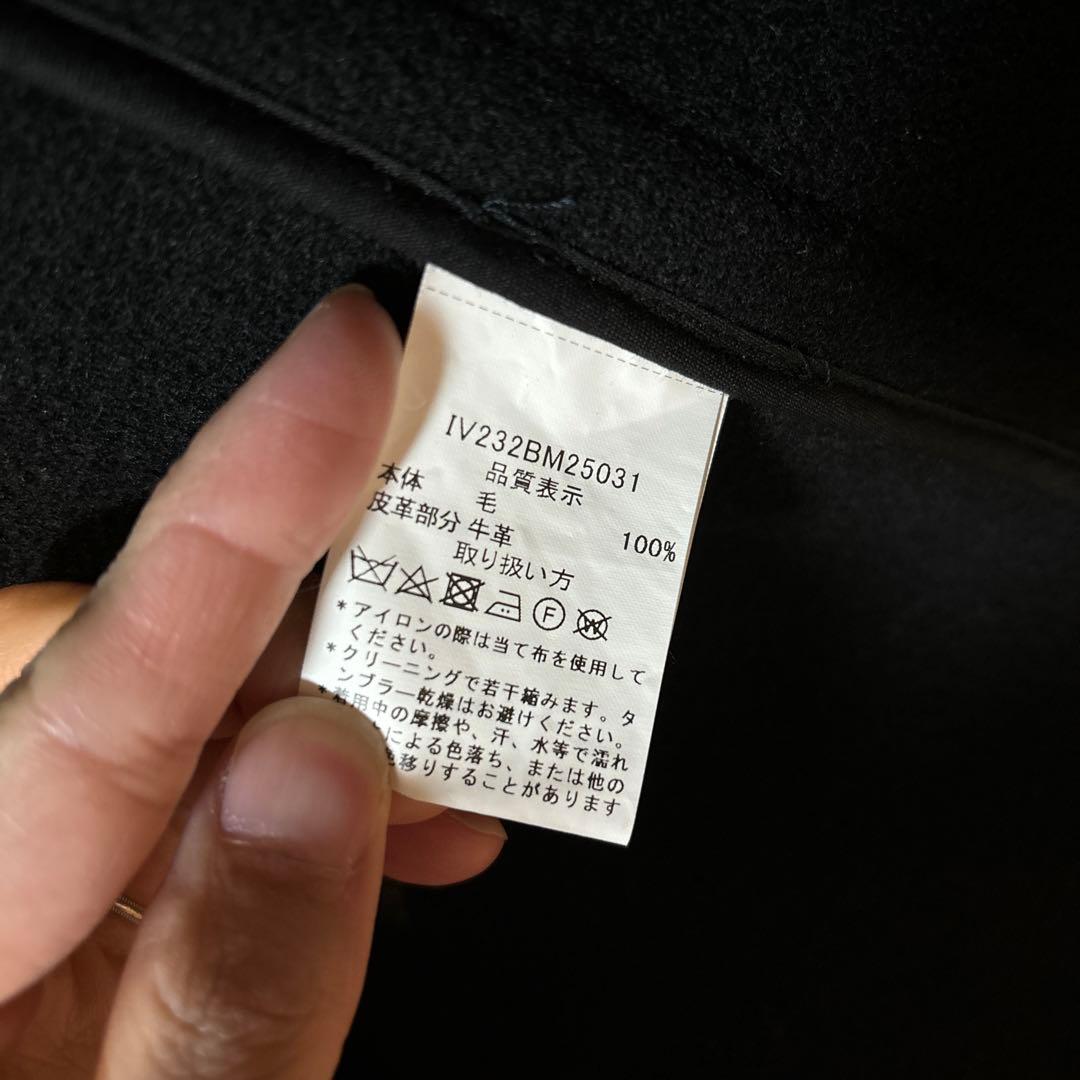 IV232BM25031
品質表示
本体 毛 100%
皮革部分 牛革
取り扱い方
F W
*アイロンの際は当て布を使用して
ください。
*クリーニングで若干縮みます。タ
ンブラー乾燥はお避けください。
*着用中の摩擦や、汗、水等で濡れ
による色落ち、または他の
色移りすることがあります